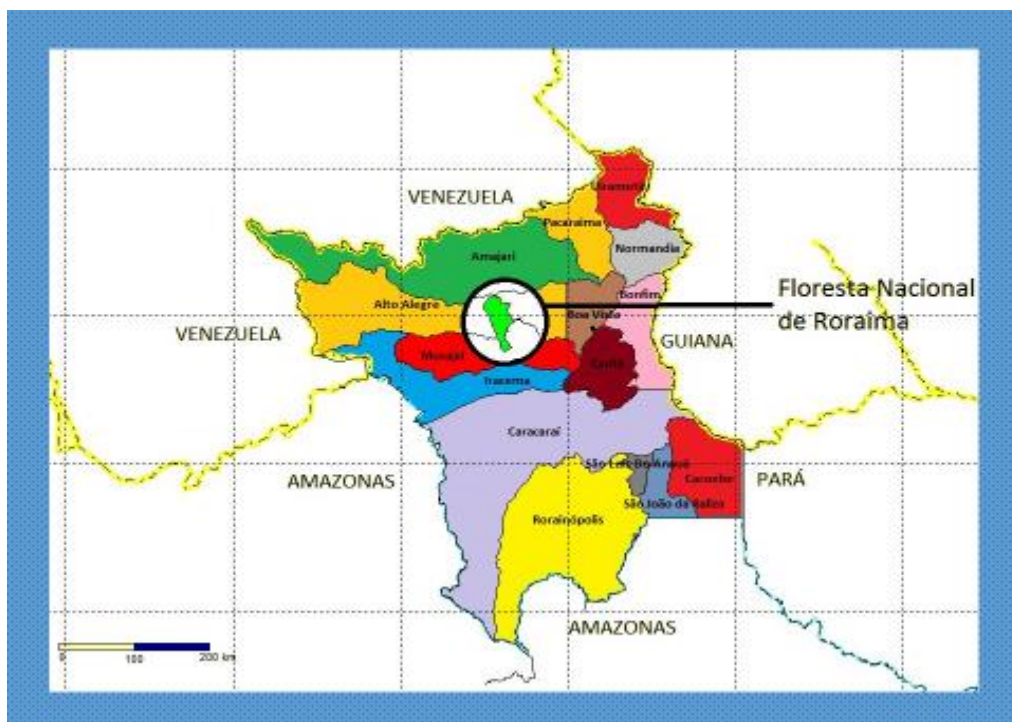 VENEZUELA
Uiramutã
Pacaraima
Normandia
Amajari
Floresta Nacional
de Roraima
Bonfim
Alto Alegre
Boa Vista
VENEZUELA
GUIANA
Mucajaí
Cantá
Iracema
Caracaraí
São Luiz Do Anauá
AMAZONAS
Caroebe
PARÁ
São João da Baliza
Rorainópolis
AMAZONAS
0 100 200 km